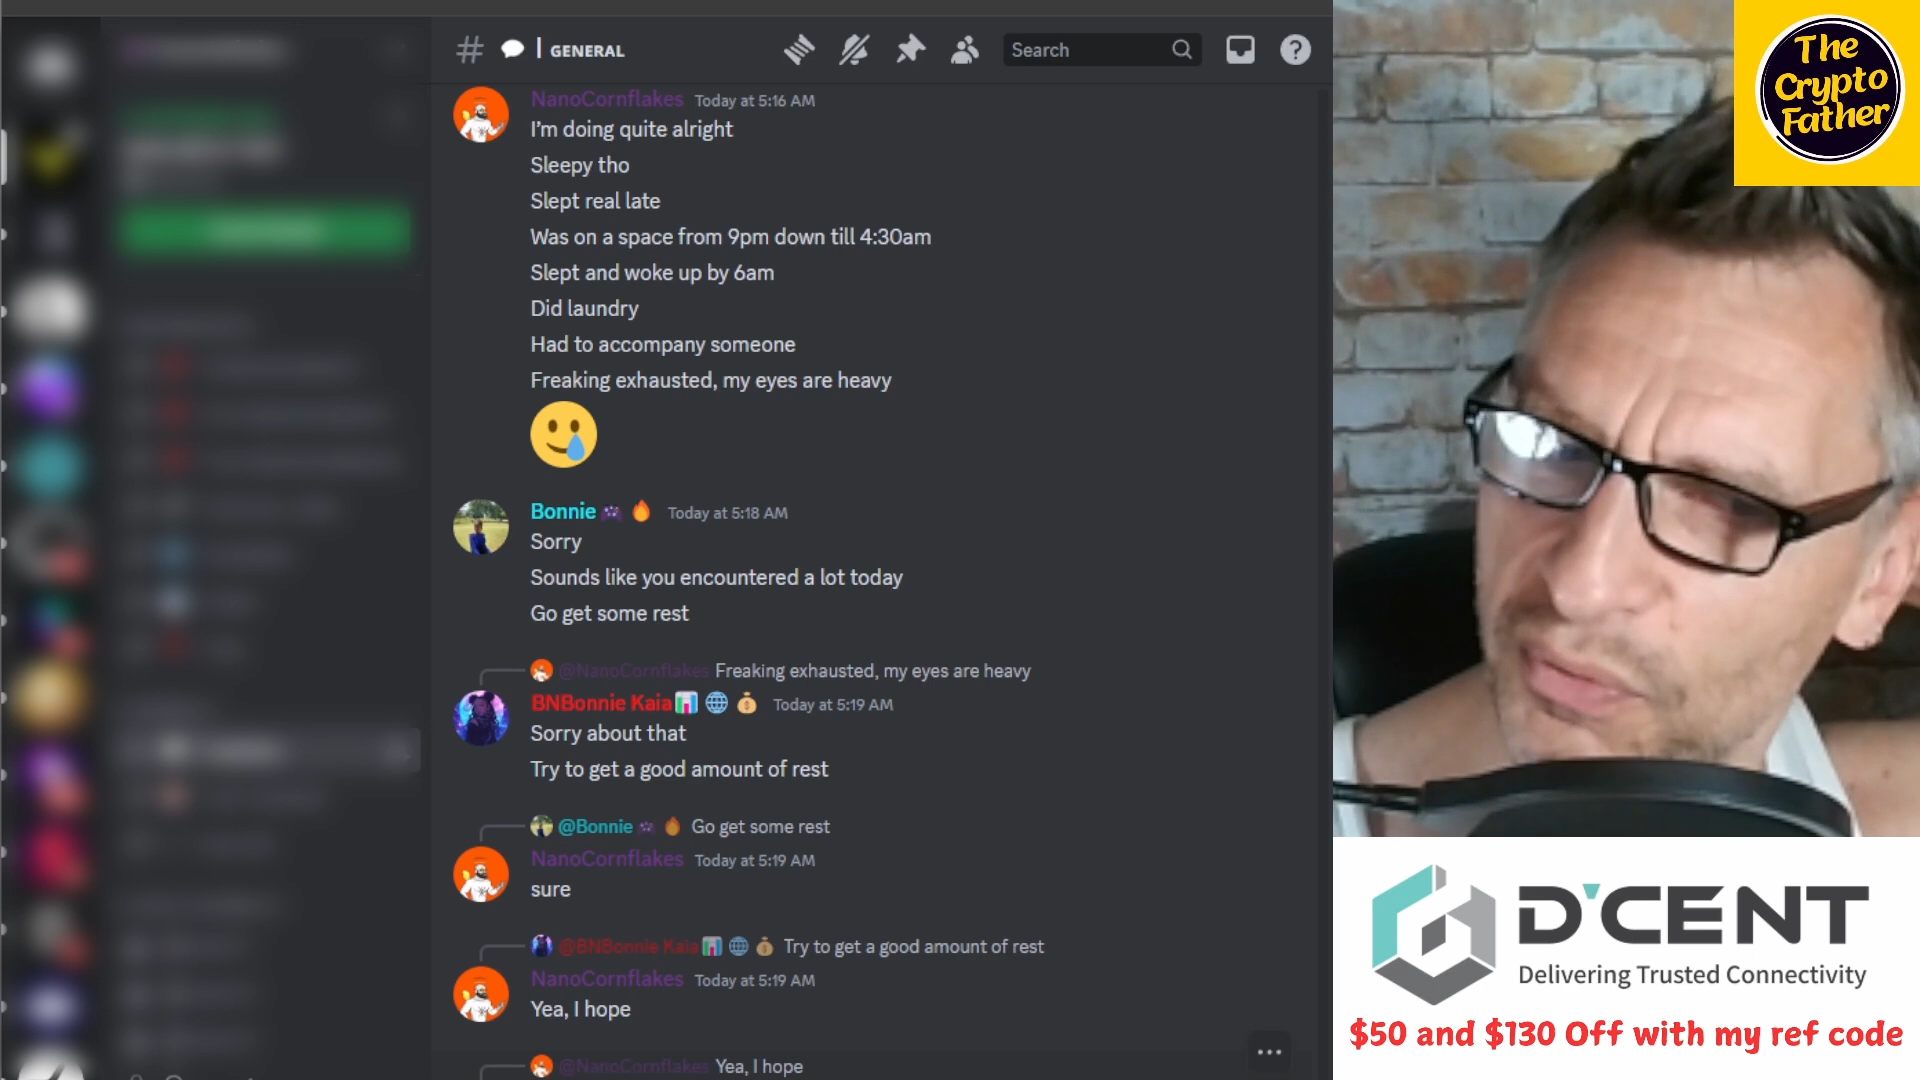 GENERAL
Search
NanoCornflakes Today at 5:16 AM
I'm doing quite alright
Sleepy tho
Slept real late
Was on a space from 9pm down till 4:30am
Slept and woke up by 6am
Did laundry
Had to accompany someone
Freaking exhausted, my eyes are heavy
Bonnie Today at 5:18 AM
Sorry
Sounds like you encountered a lot today
Go get some rest
@NanoCornflakes Freaking exhausted, my eyes are heavy
BNBonnie Kaia Today at 5:19 AM
Sorry about that
Try to get a good amount of rest
@Bonnie Go get some rest
NanoCornflakes Today at 5:19 AM
sure
@BNBonnie Kaia Try to get a good amount of rest
NanoCornflakes Today at 5:19 AM
Yea, I hope
@NanoCornflakes Yea, I hope
The
Crypto
Father
D'CENT
Delivering Trusted Connectivity
$50 and $130 Off with my ref code